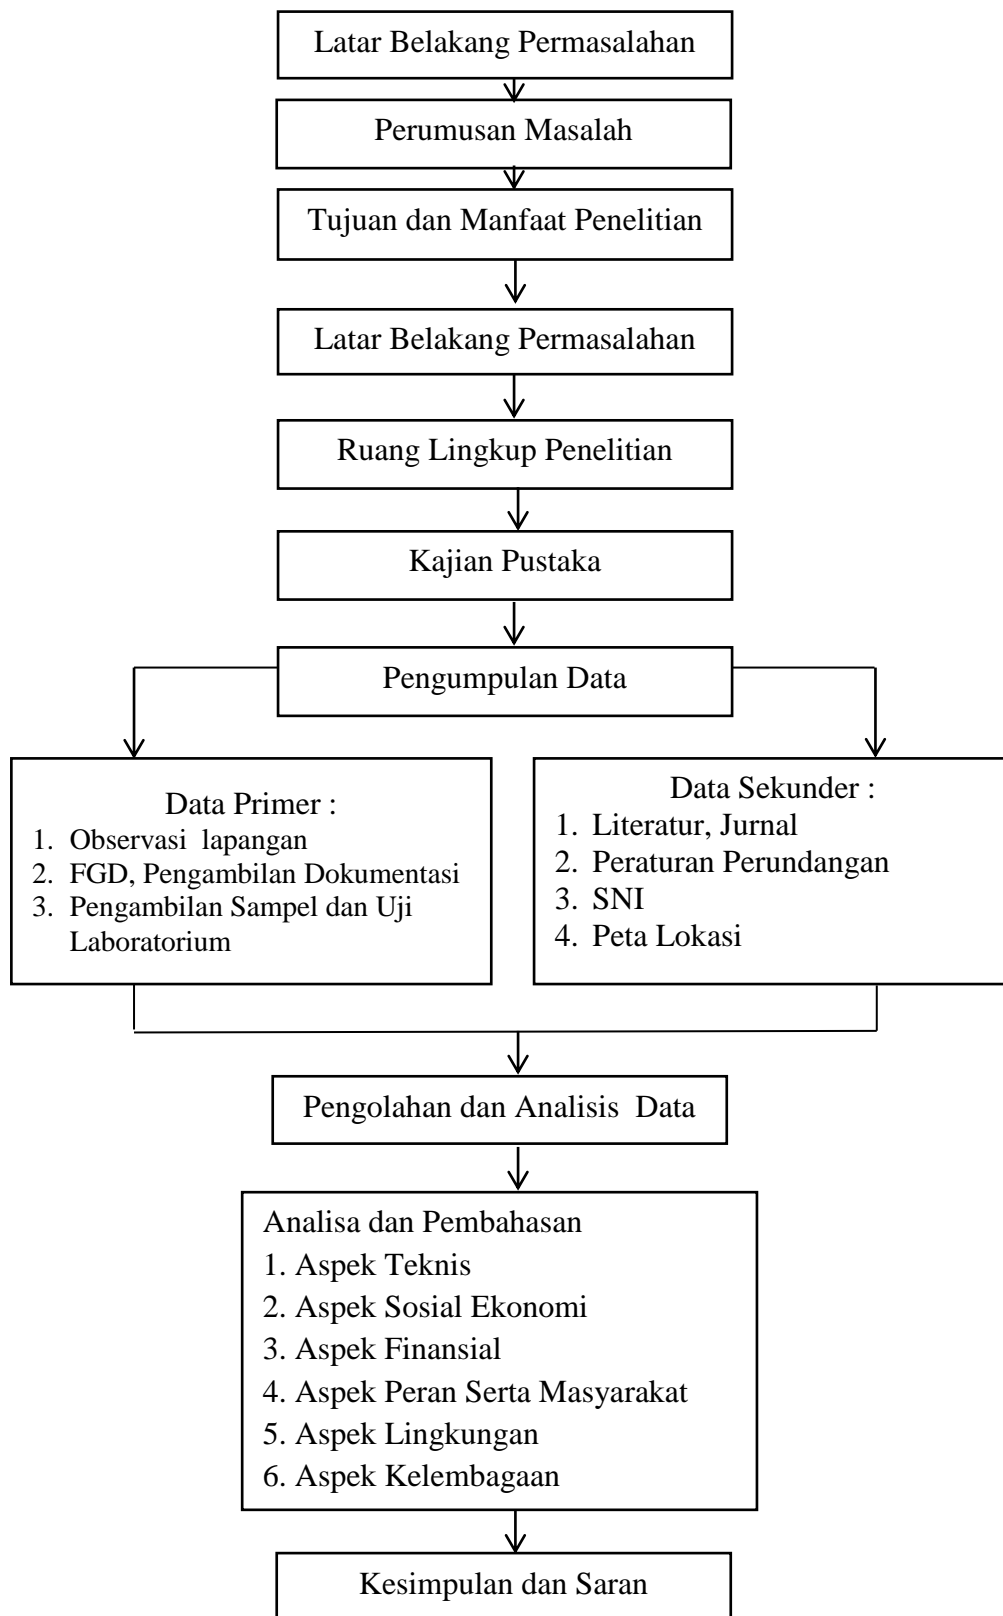 Latar Belakang Permasalahan
Perumusan Masalah
Tujuan dan Manfaat Penelitian
Latar Belakang Permasalahan
Ruang Lingkup Penelitian
Kajian Pustaka
Pengumpulan Data
Data Primer :
1. Observasi lapangan
2. FGD, Pengambilan Dokumentasi
3. Pengambilan Sampel dan Uji
Laboratorium
Data Sekunder :
1. Literatur, Jurnal
2. Peraturan Perundangan
3. SNI
4. Peta Lokasi
Pengolahan dan Analisis Data
Analisa dan Pembahasan
1. Aspek Teknis
2. Aspek Sosial Ekonomi
3. Aspek Finansial
4. Aspek Peran Serta Masyarakat
5. Aspek Lingkungan
6. Aspek Kelembagaan
Kesimpulan dan Saran